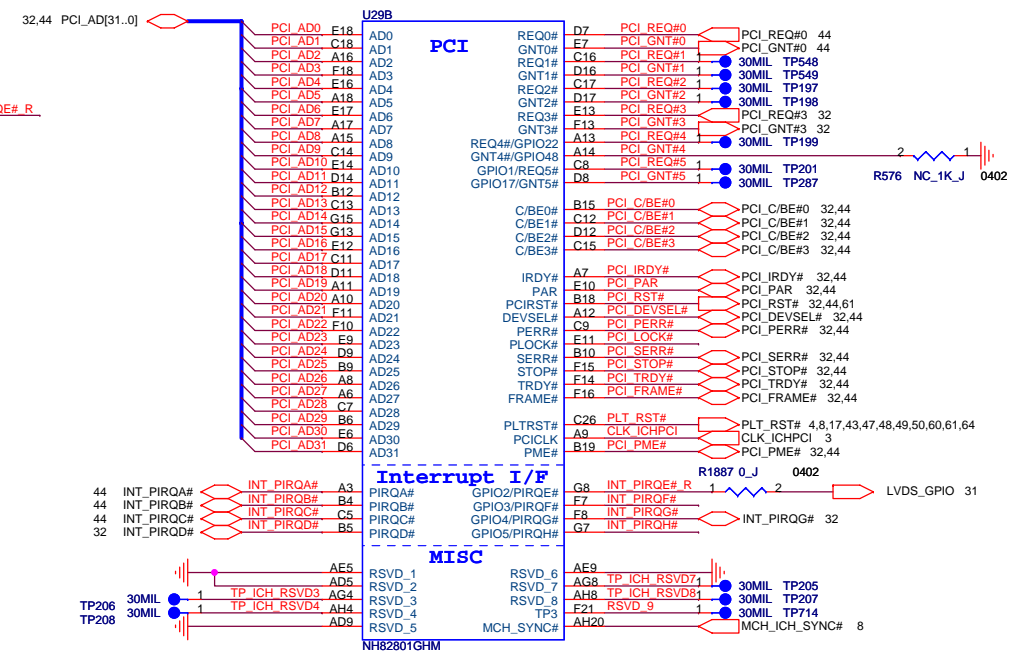 U29B
32,44 PCI_AD[31..0]
QE#_R
PCI
PCI_AD0 E18 AD0 REQ0# D7 PCI_REQ#0 PCI_REQ#0 44
PCI_AD1 C18 AD1 GNT0# E7 PCI_GNT#0 PCI_GNT#0 44
PCI_AD2 A16 AD2 REQ1# C16 PCI_REQ#1 1 30MIL TP548
PCI_AD3 F18 AD3 GNT1# D16 PCI_GNT#1 1 30MIL TP549
PCI_AD4 E16 AD4 REQ2# C17 PCI_REQ#2 1 30MIL TP197
PCI_AD5 A18 AD5 GNT2# D17 PCI_GNT#2 1 30MIL TP198
PCI_AD6 E17 AD6 REQ3# E13 PCI_REQ#3 PCI_REQ#3 32
PCI_AD7 A17 AD7 GNT3# F13 PCI_GNT#3 PCI_GNT#3 32
PCI_AD8 A15 AD8 REQ4#/GPIO22 A13 PCI_REQ#4 1 30MIL TP199
PCI_AD9 C14 AD9 GNT4#/GPIO48 A14 PCI_GNT#4 2 1
R576 NC_1K_J 0402
PCI_AD10 E14 AD10 GPIO1/REQ5# C8 PCI_REQ#5 1 30MIL TP201
PCI_AD11 D14 AD11 GPIO17/GNT5# D8 PCI_GNT#5 1 30MIL TP287
PCI_AD12 B12 AD12
PCI_AD13 C13 AD13 C/BE0# B15 PCI_C/BE#0 PCI_C/BE#0 32,44
PCI_AD14 G15 AD14 C/BE1# C12 PCI_C/BE#1 PCI_C/BE#1 32,44
PCI_AD15 G13 AD15 C/BE2# D12 PCI_C/BE#2 PCI_C/BE#2 32,44
PCI_AD16 E12 AD16 C/BE3# C15 PCI_C/BE#3 PCI_C/BE#3 32,44
PCI_AD17 C11 AD17
PCI_AD18 D11 AD18 IRDY# A7 PCI_IRDY# PCI_IRDY# 32,44
PCI_AD19 A11 AD19 PAR E10 PCI_PAR PCI_PAR 32,44
PCI_AD20 A10 AD20 PCIRST# B18 PCI_RST# PCI_RST# 32,44,61
PCI_AD21 F11 AD21 DEVSEL# A12 PCI_DEVSEL# PCI_DEVSEL# 32,44
PCI_AD22 F10 AD22 PERR# C9 PCI_PERR# PCI_PERR# 32,44
PCI_AD23 E9 AD23 PLOCK# E11 PCI_LOCK#
PCI_AD24 D9 AD24 SERR# B10 PCI_SERR# PCI_SERR# 32,44
PCI_AD25 B9 AD25 STOP# F15 PCI_STOP# PCI_STOP# 32,44
PCI_AD26 A8 AD26 TRDY# F14 PCI_TRDY# PCI_TRDY# 32,44
PCI_AD27 A6 AD27 FRAME# F16 PCI_FRAME# PCI_FRAME# 32,44
PCI_AD28 C7 AD28
PCI_AD29 B6 AD29 PLTRST# C26 PLT_RST# PLT_RST# 4,8,17,43,47,48,49,50,60,61,64
PCI_AD30 E6 AD30 PCICLK A9 CLK_ICHPCI CLK_ICHPCI 3
PCI_AD31 D6 AD31 PME# B19 PCI_PME# PCI_PME# 32,44
Interrupt I/F
R1887 0_J 0402
44 INT_PIRQA# INT_PIRQA# A3 PIRQA# GPIO2/PIRQE# G8 INT_PIRQE#_R 1 2 LVDS_GPIO 31
44 INT_PIRQB# INT_PIRQB# B4 PIRQB# GPIO3/PIRQF# F7 INT_PIRQF#
44 INT_PIRQC# INT_PIRQC# C5 PIRQC# GPIO4/PIRQG# F8 INT_PIRQG# INT_PIRQG# 32
32 INT_PIRQD# INT_PIRQD# B5 PIRQD# GPIO5/PIRQH# G7 INT_PIRQH#
MISC
AE5 RSVD_1 RSVD_6 AE9
AD5 RSVD_2 RSVD_7 AG8 TP_ICH_RSVD7 1 30MIL TP205
TP206 30MIL 1 TP_ICH_RSVD3 AG4 RSVD_3 RSVD_8 AH8 TP_ICH_RSVD8 1 30MIL TP207
TP208 30MIL 1 TP_ICH_RSVD4 AH4 RSVD_4 TP3 F21 RSVD_9 1 30MIL TP714
AD9 RSVD_5 MCH_SYNC# AH20 MCH_ICH_SYNC# 8
NH82801GHM